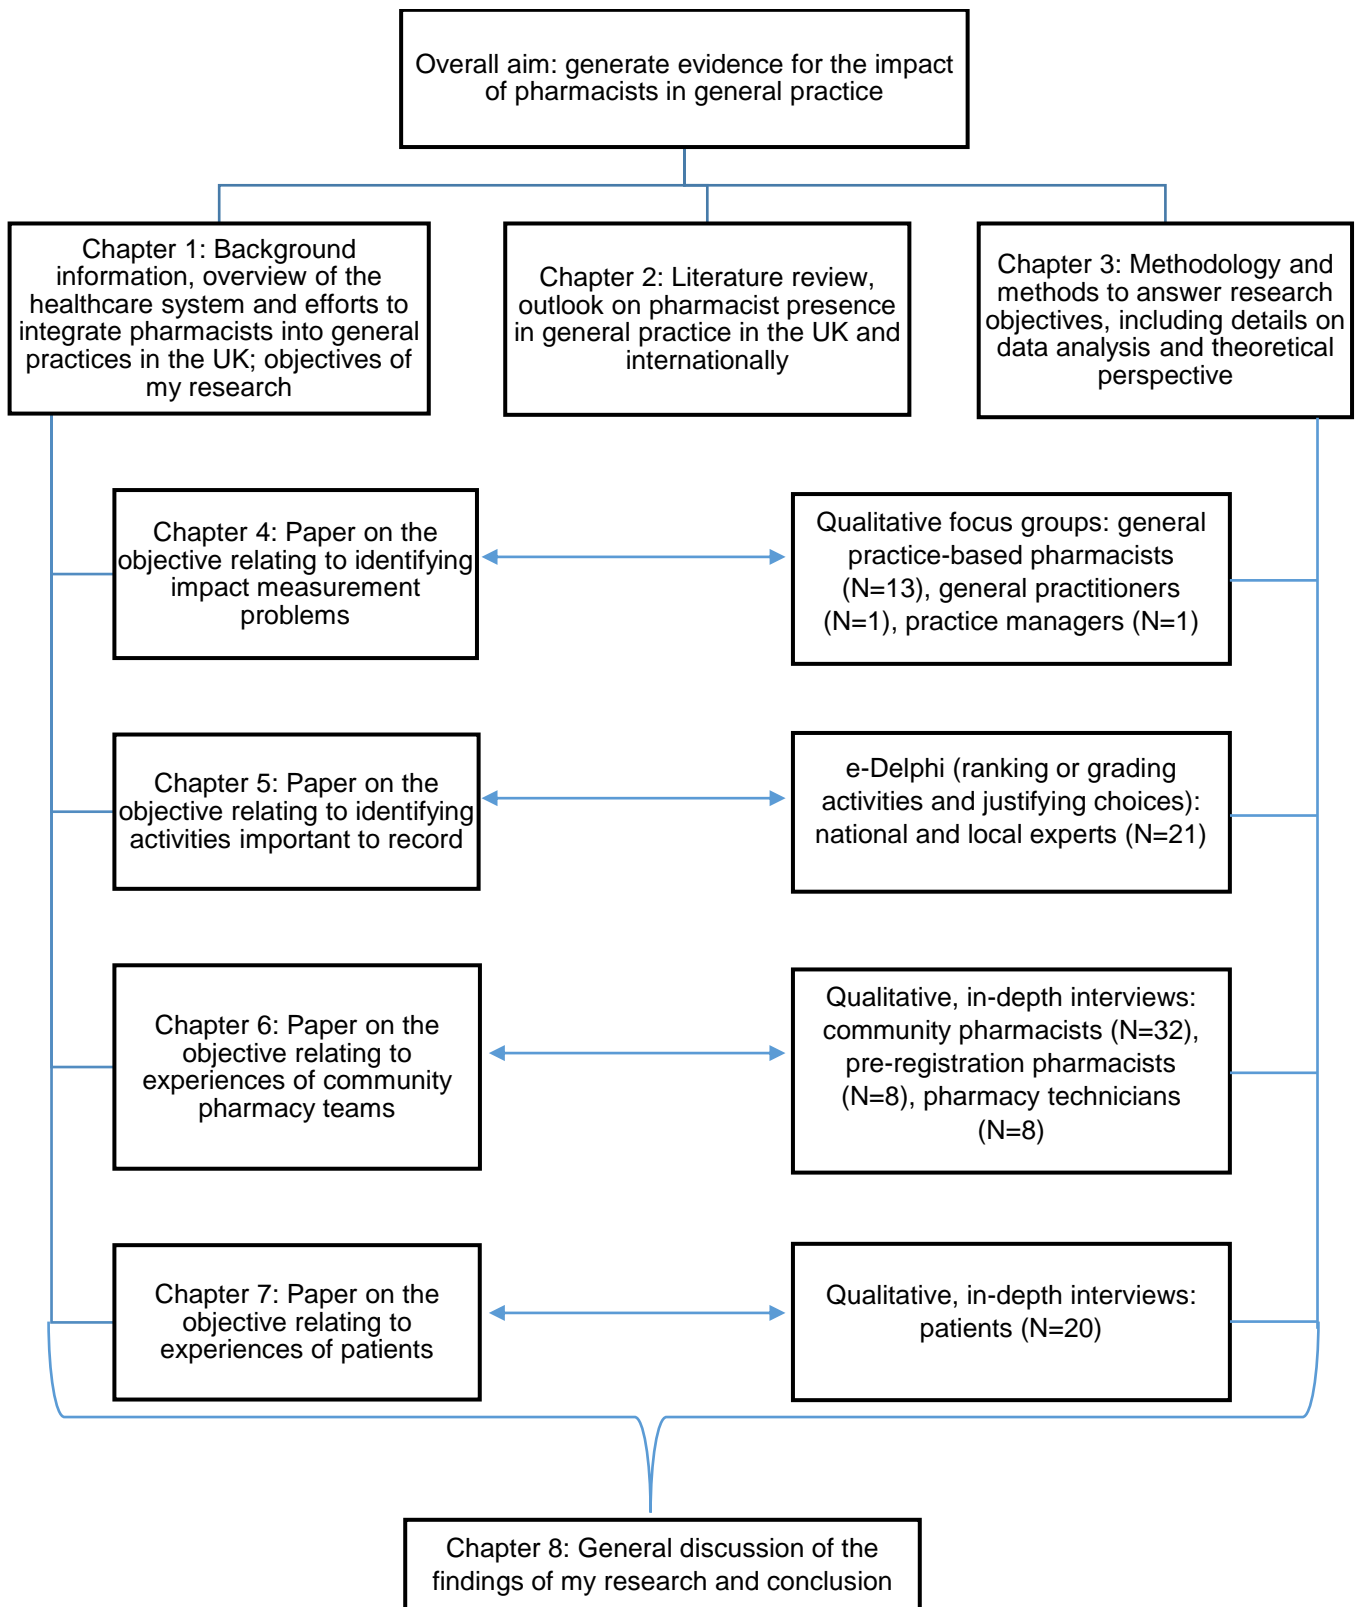 Overall aim: generate evidence for the impact
of pharmacists in general practice
Chapter 1: Background
information, overview of the
healthcare system and efforts to
integrate pharmacists into general
practices in the UK; objectives of
my research
Chapter 2: Literature review,
outlook on pharmacist presence
in general practice in the UK and
internationally
Chapter 3: Methodology and
methods to answer research
objectives, including details on
data analysis and theoretical
perspective
Chapter 4: Paper on the
objective relating to identifying
impact measurement
problems
Qualitative focus groups: general
practice-based pharmacists
(N=13), general practitioners
(N=1), practice managers (N=1)
Chapter 5: Paper on the
objective relating to identifying
activities important to record
e-Delphi (ranking or grading
activities and justifying choices):
national and local experts (N=21)
Chapter 6: Paper on the
objective relating to
experiences of community
pharmacy teams
Qualitative, in-depth interviews:
community pharmacists (N=32),
pre-registration pharmacists
(N=8), pharmacy technicians
(N=8)
Chapter 7: Paper on the
objective relating to
experiences of patients
Qualitative, in-depth interviews:
patients (N=20)
Chapter 8: General discussion of the
findings of my research and conclusion